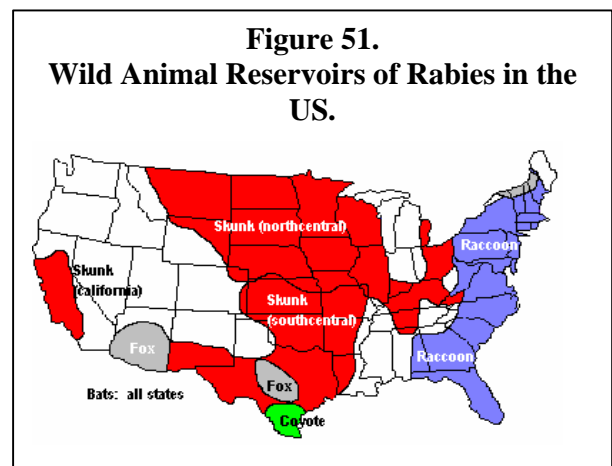 Figure 51.
Wild Animal Reservoirs of Rabies in the
US.
Skunk (northcentral)
Raccoon
Skunk
(california)
Skunk
(southcentral)
Fox
Raccoon
Fox
Bats: all states
Coyote